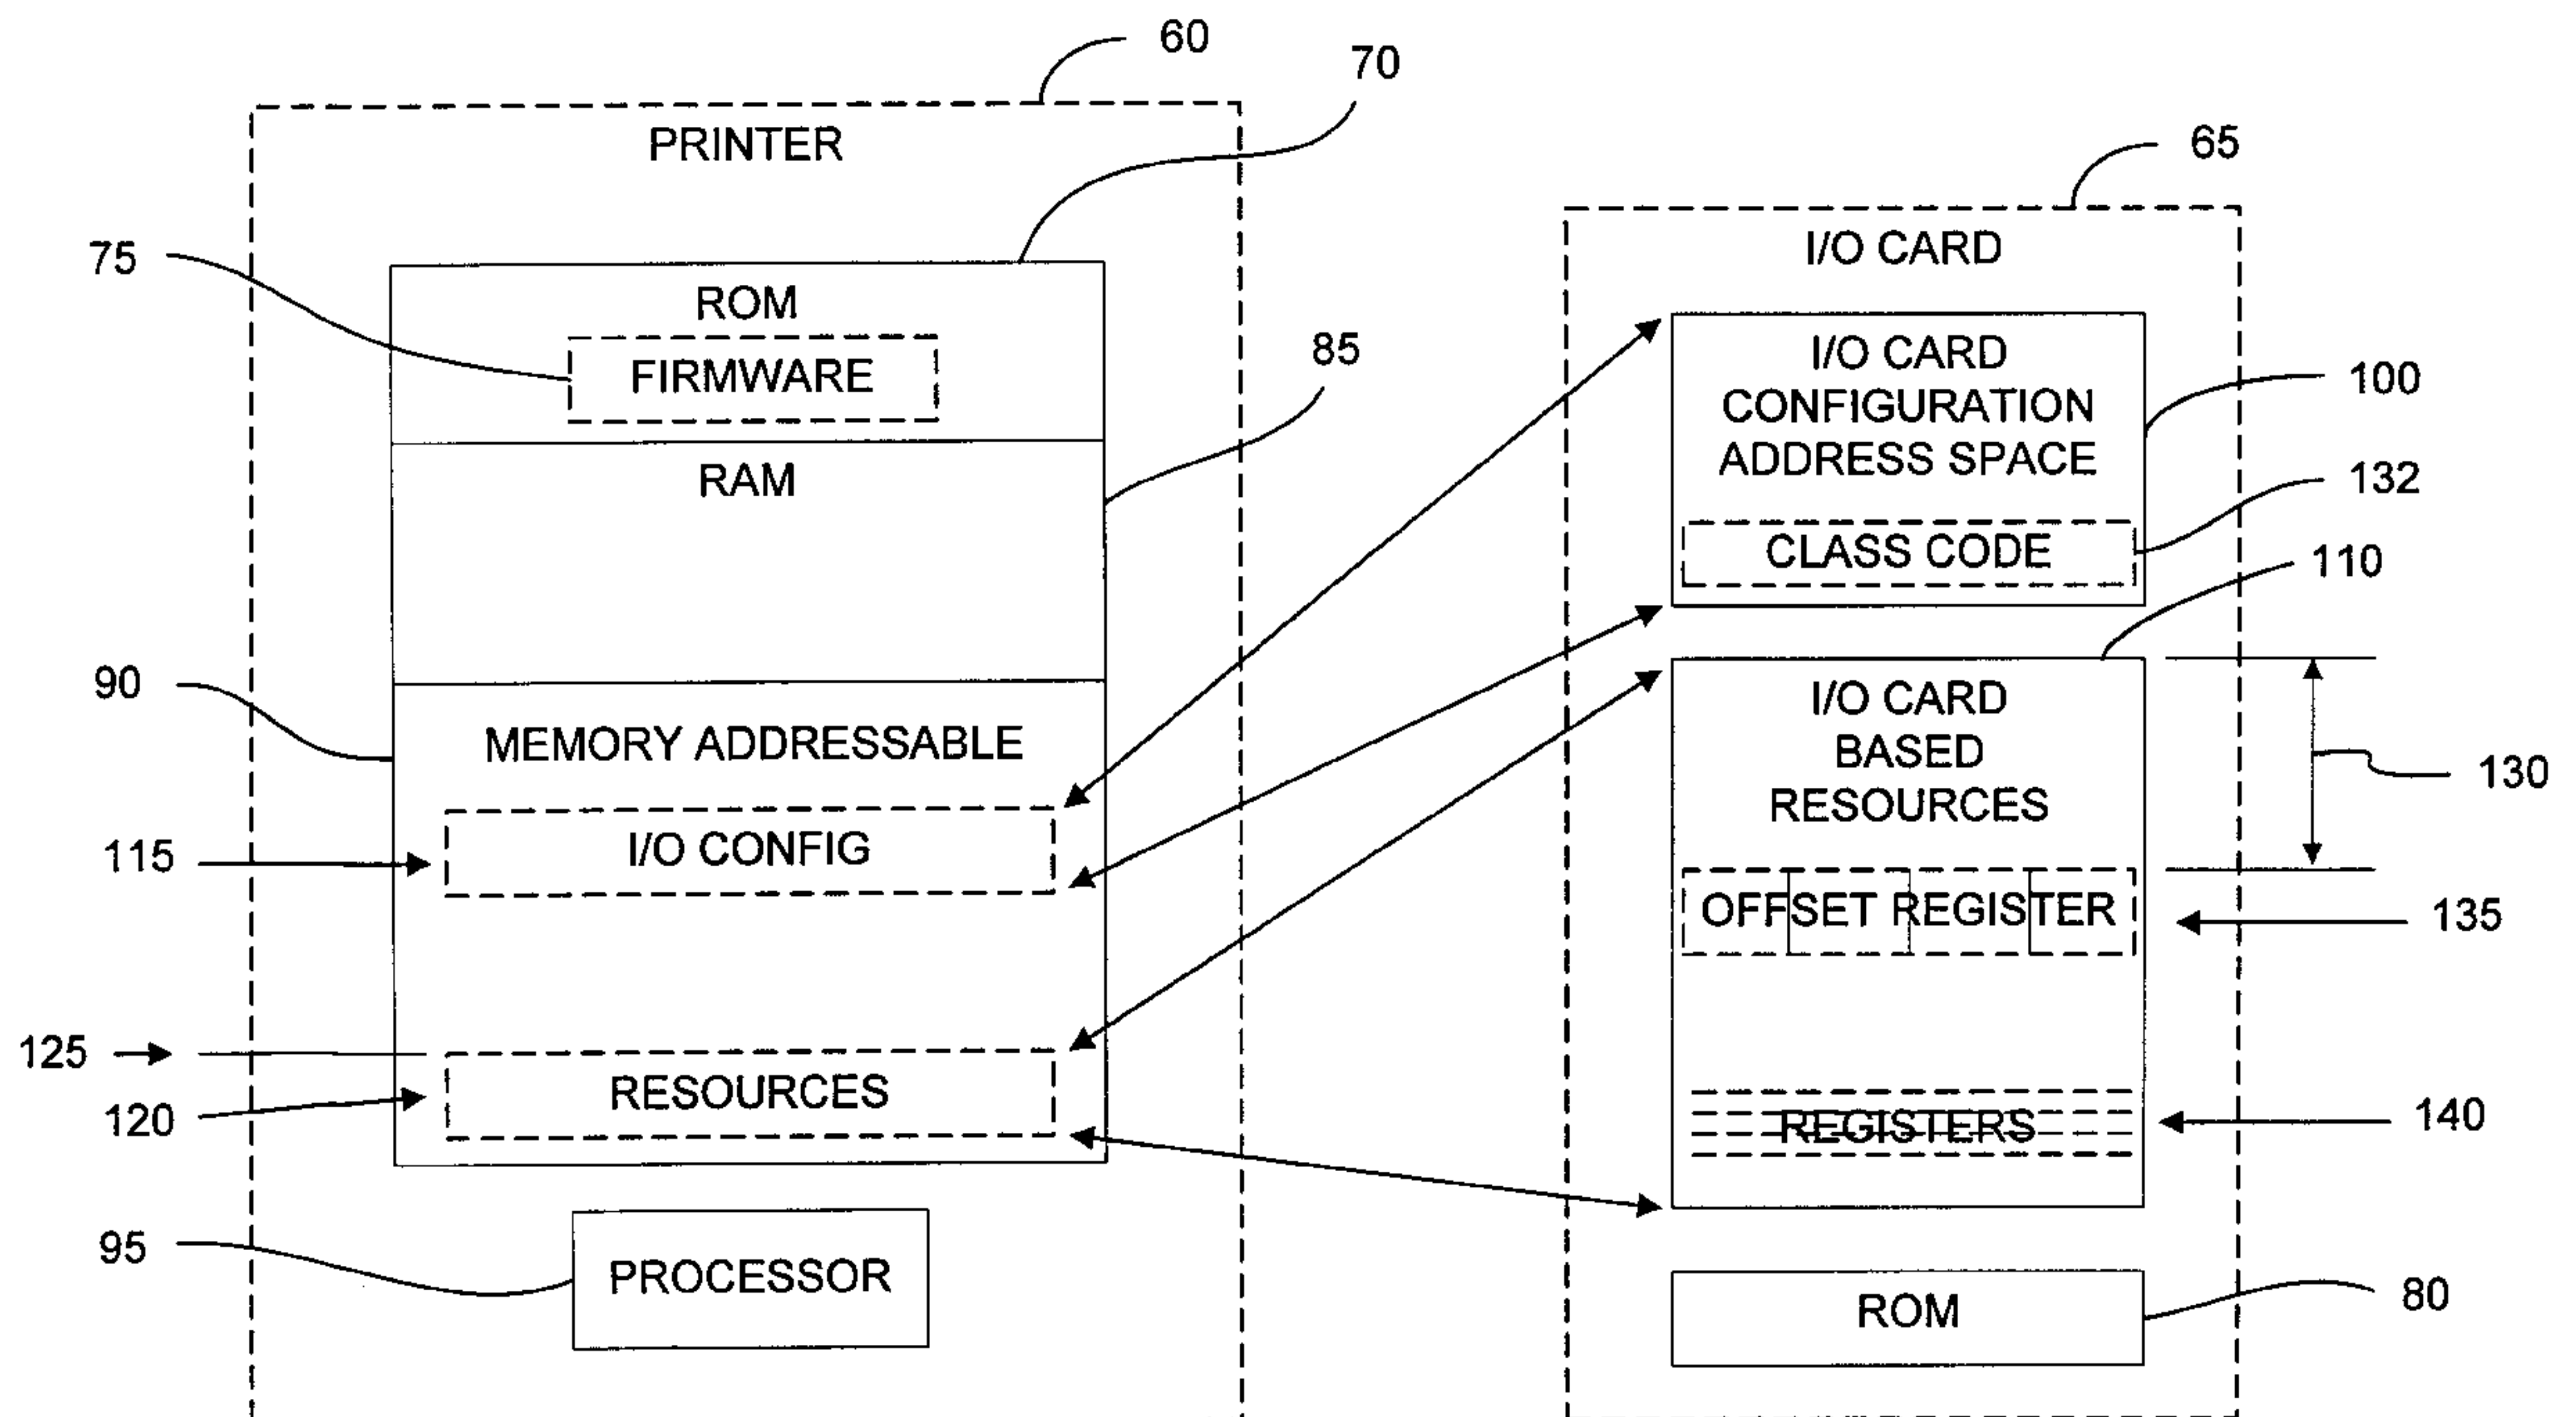 60
70
PRINTER
65
75
I/O CARD
ROM
FIRMWARE
85
I/O CARD
CONFIGURATION
ADDRESS SPACE
100
RAM
132
CLASS CODE
110
90
MEMORY ADDRESSABLE
I/O CARD
BASED
RESOURCES
130
115
I/O CONFIG
OFFSET REGISTER
135
125
RESOURCES
120
REGISTERS
140
95
PROCESSOR
ROM
80